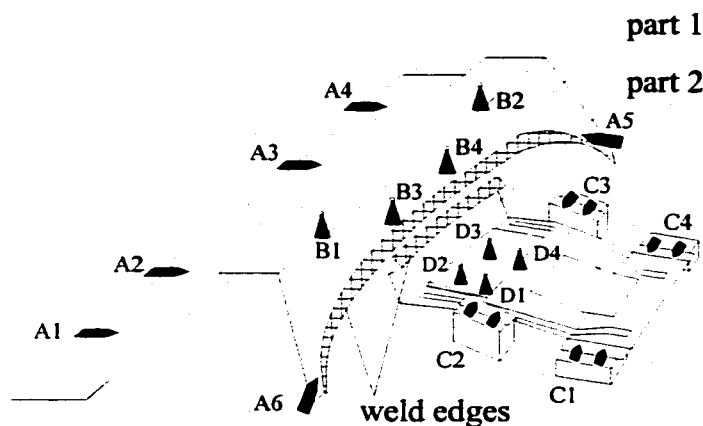 part 1
part 2
A4
B2
A5
A3
B4
C3
B3
C4
B1
D3
D4
A2
D2
D1
A1
C2
C1
A6
weld edges